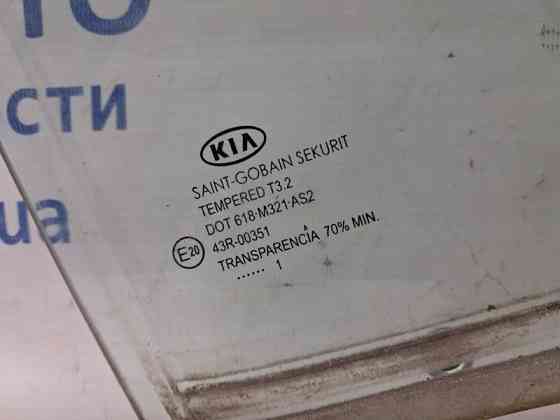 сти
ua
KIA
SAINT-GOBAIN SEKURIT
TEMPERED T3.2
DOT 618-M321-AS2
E20 43R-00351
TRANSPARENCIA 70% MIN.
...... 1